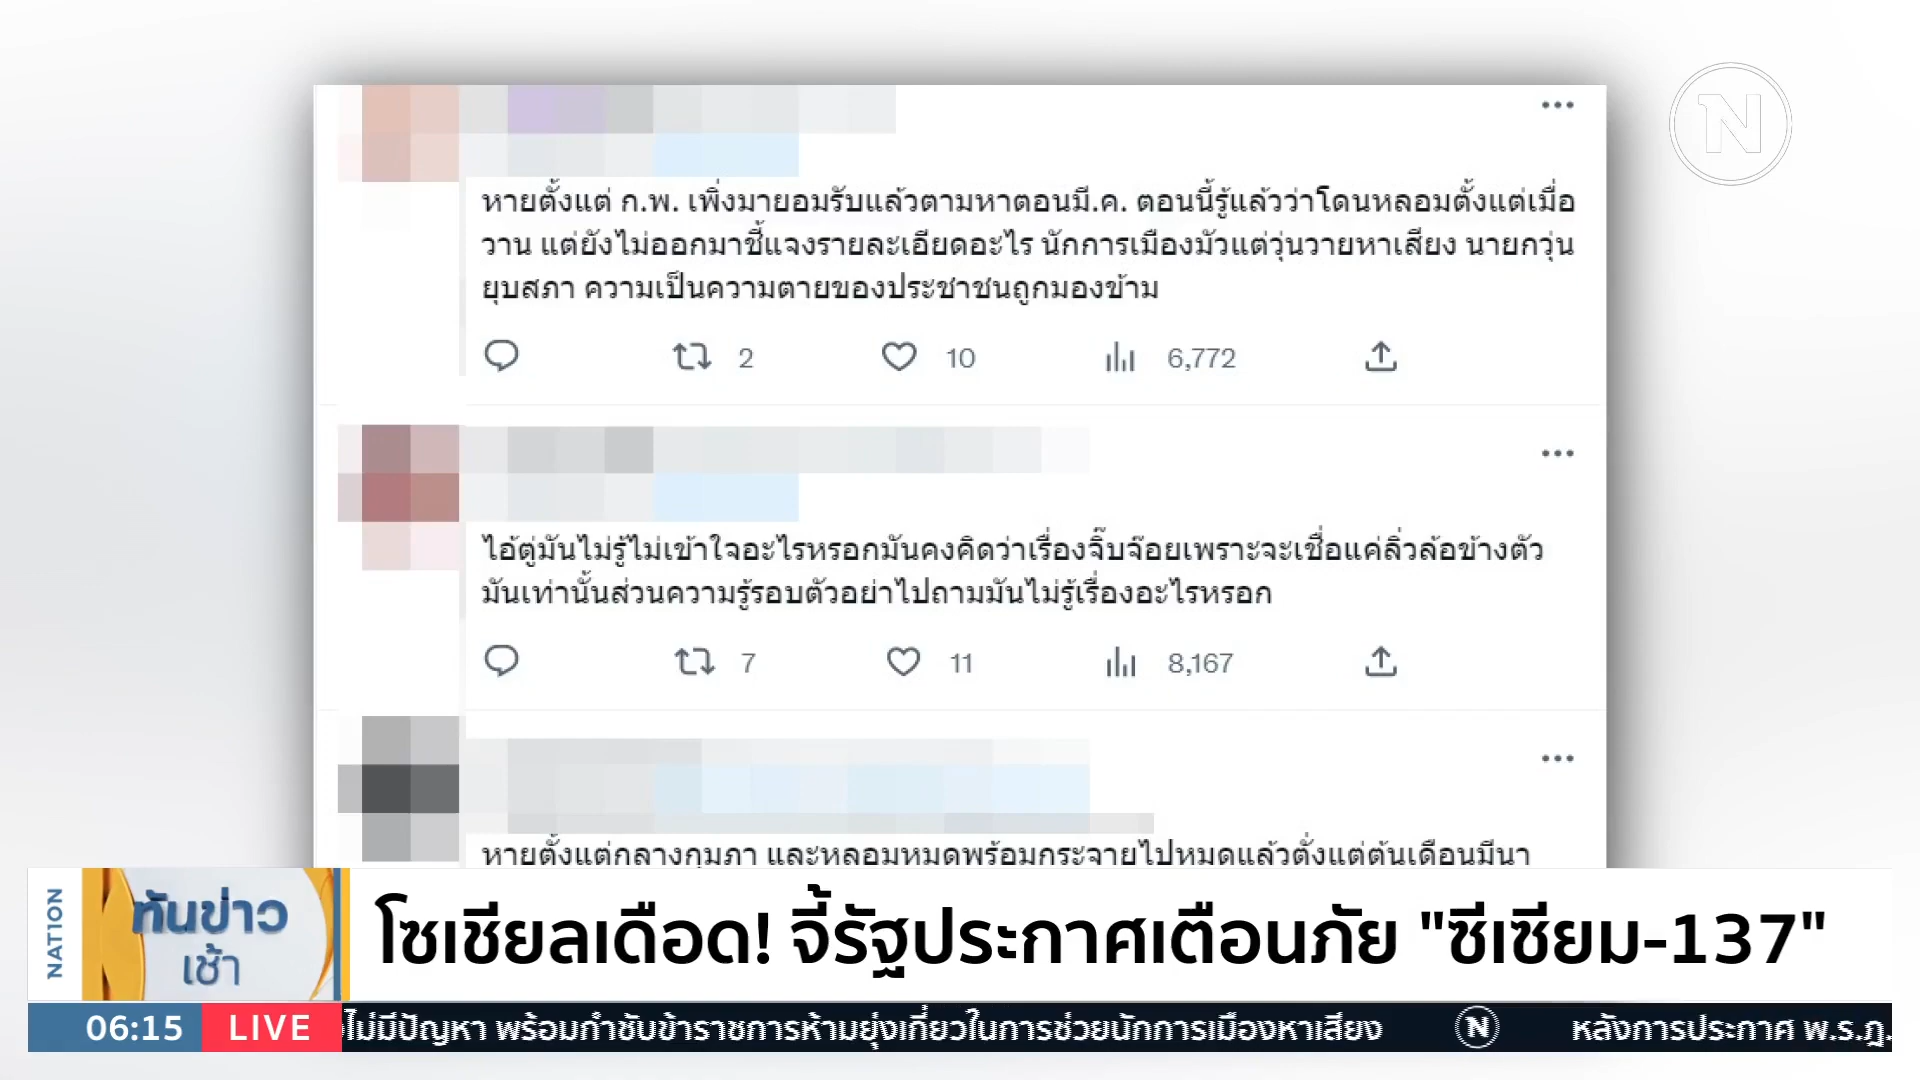 N
หายตั้งแต่ ก.พ. เพิ่งมายอมรับแล้วตามหาตอนมี.ค. ตอนนี้รู้แล้วว่าโดนหลอมตั้งแต่เมื่อ
วาน แต่ยังไม่ออกมาชี้แจงรายละเอียดอะไร นักการเมืองมัวแต่วุ่นวายหาเสียง นายกวุ่น
ยุบสภา ความเป็นความตายของประชาชนถูกมองข้าม
2 10 6,772
ไอ้ตู่มันไม่รู้ไม่เข้าใจอะไรหรอกมันคงคิดว่าเรื่องจิ๊บจ๊อยเพราะจะเชื่อแค่ลิ่วล้อข้างตัว
มันเท่านั้นส่วนความรู้รอบตัวอย่าไปถามมันไม่รู้เรื่องอะไรหรอก
7 11 8,167
หายตั้งแต่กลางกุมภา และหลอมหมดพร้อมกระจายไปหมดแล้วตั่งแต่ต้นเดือนมีนา
NATION
ทันข่าว
เช้า
โซเชียลเดือด! จี้รัฐประกาศเตือนภัย "ซีเซียม-137"
06:15 LIVE ไม่มีปัญหา พร้อมกำชับข้าราชการห้ามยุ่งเกี่ยวในการช่วยนักการเมืองหาเสียง N หลังการประกาศ พ.ร.ฎ.